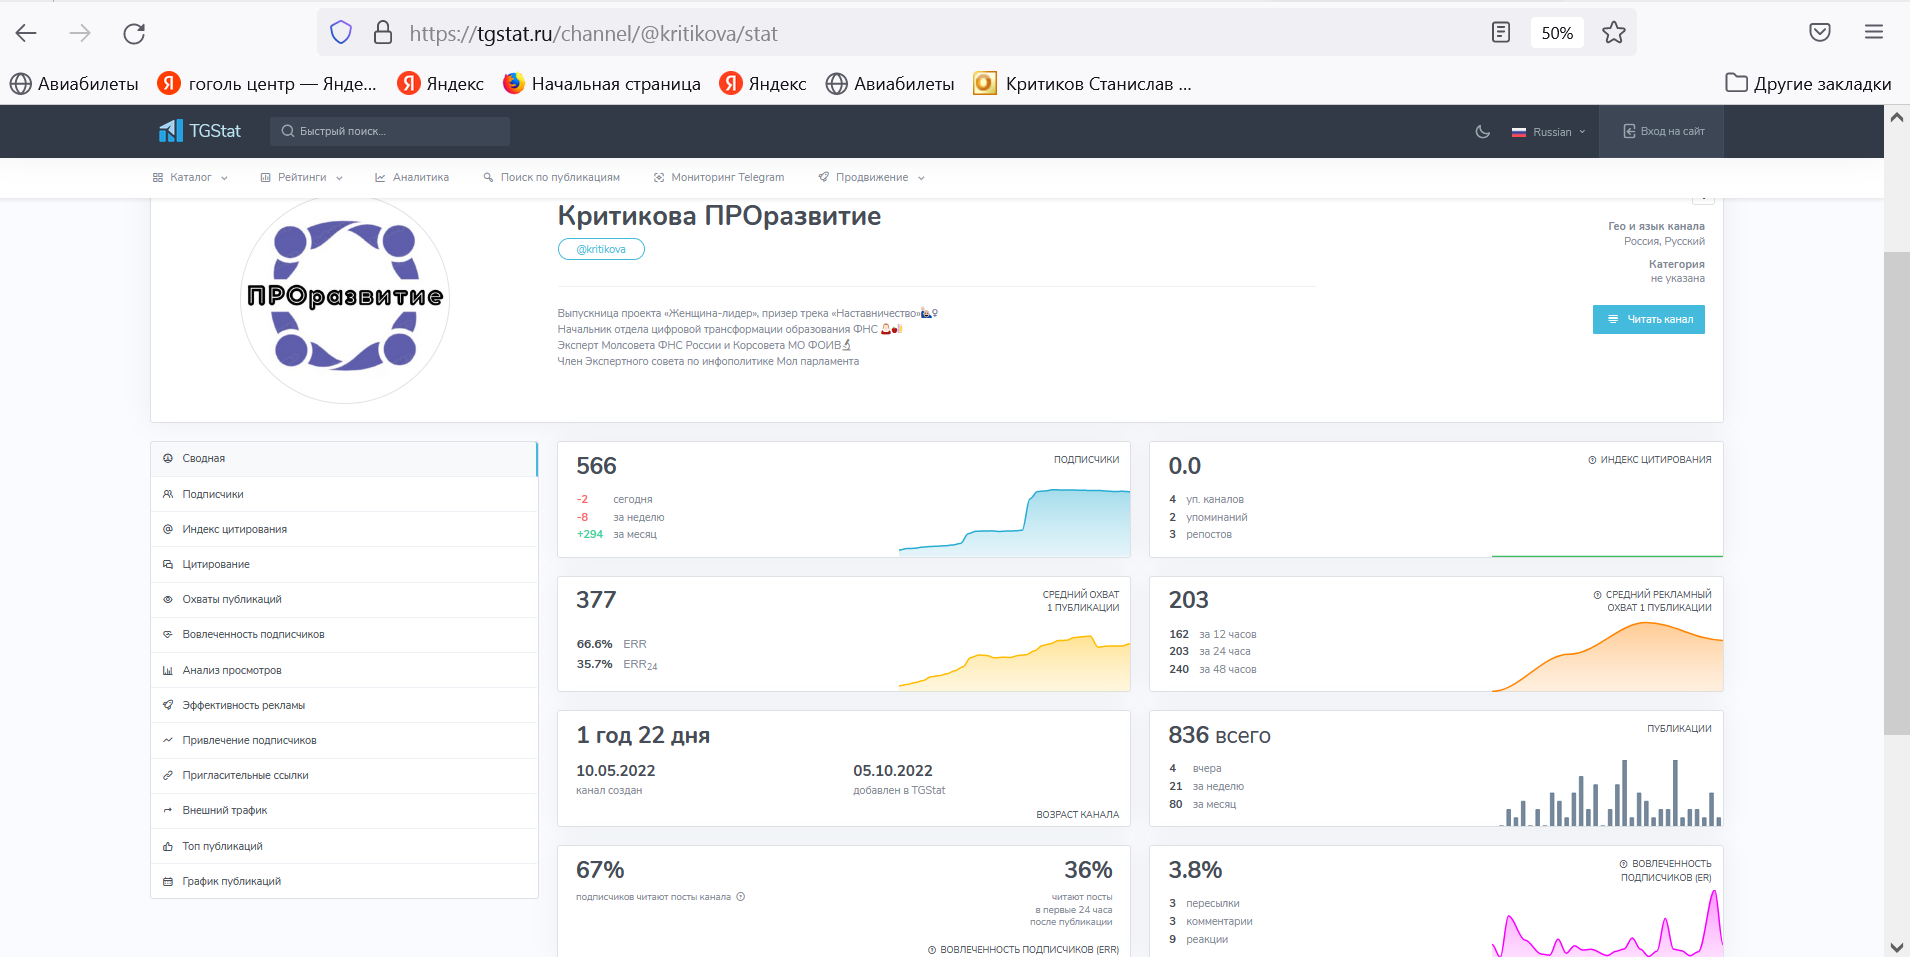 https://tgstat.ru/channel/@kritikova/stat
50%
Авиабилеты
гоголь центр — Янде...
Яндекс
Начальная страница
Яндекс
Авиабилеты
Критиков Станислав ...
Другие закладки
TGStat
Быстрый поиск...
Russian
Вход на сайт
Каталог
Рейтинги
Аналитика
Поиск по публикациям
Мониторинг Telegram
Продвижение
ПРОразвитие
Критикова ПРОразвитие
@kritikova
Гео и язык канала
Россия, Русский
Категория
не указана
Читать канал
Выпускница проекта «Женщина-лидер», призер трека «Наставничество»
Начальник отдела цифровой трансформации образования ФНС
Эксперт Молсовета ФНС России и Корсовета МО ФОИВ
Член Экспертного совета по инфополитике Мол парламента
Сводная
Подписчики
Индекс цитирования
Цитирование
Охваты публикаций
Вовлеченность подписчиков
Анализ просмотров
Эффективность рекламы
Привлечение подписчиков
Пригласительные ссылки
Внешний трафик
Топ публикаций
График публикаций
566
ПОДПИСЧИКИ
-2 сегодня
-8 за неделю
+294 за месяц
0.0
ИНДЕКС ЦИТИРОВАНИЯ
4 уп. каналов
2 упоминаний
3 репостов
377
СРЕДНИЙ ОХВАТ
1 ПУБЛИКАЦИИ
66.6% ERR
35.7% ERR24
203
СРЕДНИЙ РЕКЛАМНЫЙ
ОХВАТ 1 ПУБЛИКАЦИИ
162 за 12 часов
203 за 24 часа
240 за 48 часов
1 год 22 дня
10.05.2022
канал создан
05.10.2022
добавлен в TGStat
ВОЗРАСТ КАНАЛА
836 всего
ПУБЛИКАЦИИ
4 вчера
21 за неделю
80 за месяц
67%
подписчиков читают посты канала
36%
читают посты
в первые 24 часа
после публикации
ВОВЛЕЧЕННОСТЬ ПОДПИСЧИКОВ (ERR)
3.8%
ВОВЛЕЧЕННОСТЬ
ПОДПИСЧИКОВ (ER)
3 пересылки
3 комментарии
9 реакции